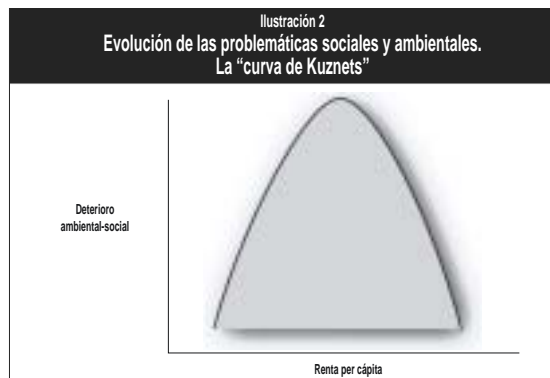 Ilustración 2
Evolución de las problemáticas sociales y ambientales.
La “curva de Kuznets”
Deterioro
ambiental-social
Renta per cápita